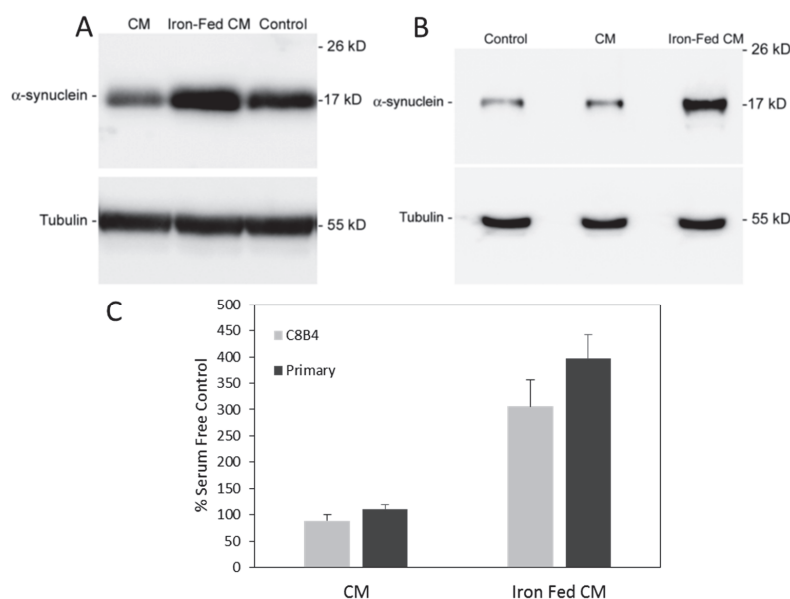 A
CM Iron-Fed CM Control
- 26 kD
α-synuclein -
-17 kD
Tubulin -
- 55 kD
B
Control CM Iron-Fed CM
- 26 kD
α-synuclein -
-17 kD
Tubulin -
- 55 kD
C
% Serum Free Control
500
450
400
350
300
250
200
150
100
50
0
C8B4
Primary
CM
Iron Fed CM